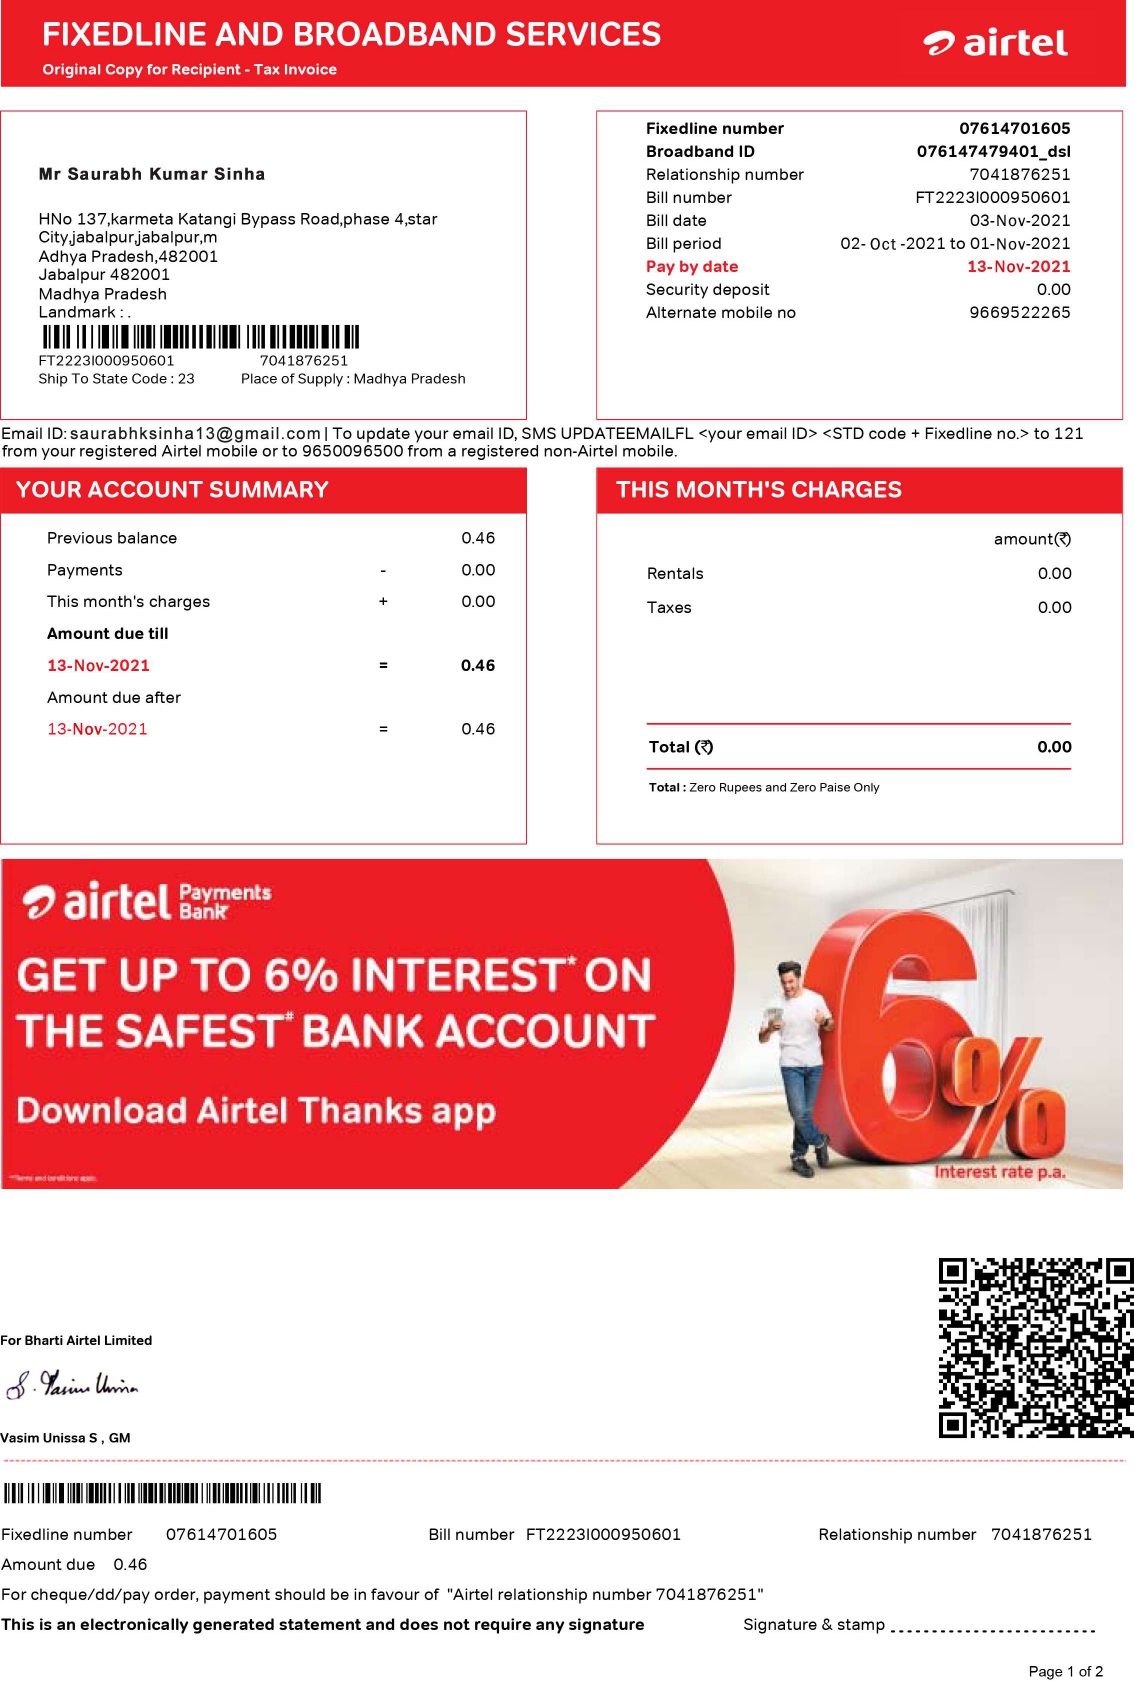 FIXEDLINE AND BROADBAND SERVICES
Original Copy for Recipient - Tax Invoice
airtel
Mr Saurabh Kumar Sinha
HNo 137,karmeta Katangi Bypass Road,phase 4,star
City,jabalpur,jabalpur,m
Adhya Pradesh,482001
Jabalpur 482001
Madhya Pradesh
Landmark : .
FT2223I000950601 7041876251
Ship To State Code : 23 Place of Supply : Madhya Pradesh
Fixedline number 07614701605
Broadband ID 076147479401_dsl
Relationship number 7041876251
Bill number FT2223I000950601
Bill date 03-Nov-2021
Bill period 02- Oct -2021 to 01-Nov-2021
Pay by date 13-Nov-2021
Security deposit 0.00
Alternate mobile no 9669522265
Email ID: saurabhksinha13@gmail.com | To update your email ID, SMS UPDATEEMAILFL <your email ID> <STD code + Fixedline no.> to 121
from your registered Airtel mobile or to 9650096500 from a registered non-Airtel mobile.
YOUR ACCOUNT SUMMARY
Previous balance 0.46
Payments - 0.00
This month's charges + 0.00
Amount due till
13-Nov-2021 = 0.46
Amount due after
13-Nov-2021 = 0.46
THIS MONTH'S CHARGES
amount(₹)
Rentals 0.00
Taxes 0.00
Total (₹) 0.00
Total : Zero Rupees and Zero Paise Only
airtel Payments Bank
GET UP TO 6% INTEREST* ON
THE SAFEST# BANK ACCOUNT
Download Airtel Thanks app
*Terms and conditions apply.
6%
Interest rate p.a.
For Bharti Airtel Limited
S. Vasim Unissa
Vasim Unissa S , GM
Fixedline number 07614701605 Bill number FT2223I000950601 Relationship number 7041876251
Amount due 0.46
For cheque/dd/pay order, payment should be in favour of "Airtel relationship number 7041876251"
This is an electronically generated statement and does not require any signature Signature & stamp
Page 1 of 2